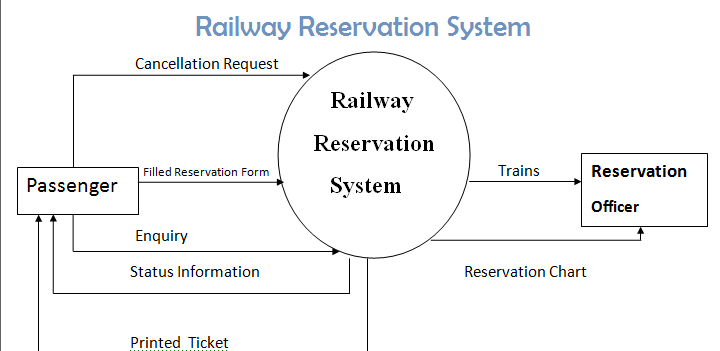 Railway Reservation System
Cancellation Request
Railway
Reservation
System
Filled Reservation Form
Passenger
Trains
Reservation
Officer
Enquiry
Status Information
Reservation Chart
Printed Ticket